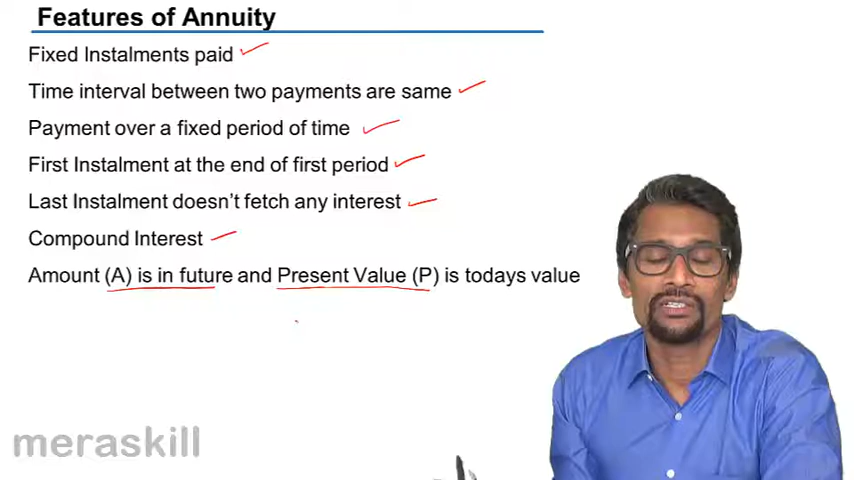 Features of Annuity
Fixed Instalments paid
Time interval between two payments are same
Payment over a fixed period of time
First Instalment at the end of first period
Last Instalment doesn't fetch any interest
Compound Interest
Amount (A) is in future and Present Value (P) is todays value
meraskill